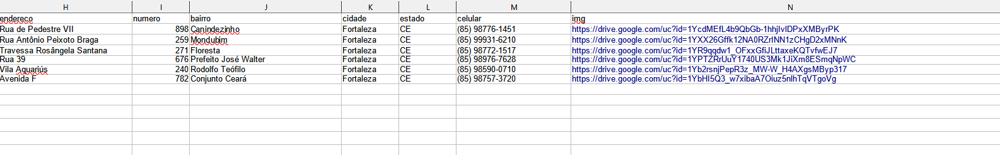 H I J K L M N
endereco numero bairro cidade estado celular img
Rua de Pedestre VII 898 Canindezinho Fortaleza CE (85) 98776-1451 https://drive.google.com/uc?id=1YcdMEfL4b9QbGb-1hhjIvIDPxXMByrPK
Rua Antônio Peixoto Braga 259 Mondubim Fortaleza CE (85) 99931-6210 https://drive.google.com/uc?id=1YXX26Gffk12NA0RZrINN1zCHgD2xMNnK
Travessa Rosângela Santana 271 Floresta Fortaleza CE (85) 98772-1517 https://drive.google.com/uc?id=1YR9qqdw1_OFxxGfiJLttaxeKQTvfwEJ7
Rua 39 676 Prefeito José Walter Fortaleza CE (85) 98976-7628 https://drive.google.com/uc?id=1YPTZRrUuY1740US3Mk1JiXm8ESmqNpWC
Vila Aquariús 240 Rodolfo Teófilo Fortaleza CE (85) 98590-0710 https://drive.google.com/uc?id=1Yb2rsnjPepR3z_MW-W_H4AXgsMByp317
Avenida F 782 Conjunto Ceará Fortaleza CE (85) 98757-3720 https://drive.google.com/uc?id=1YbHI5Q3_w7xibaA7Oiuz5nlhTqVTgoVg